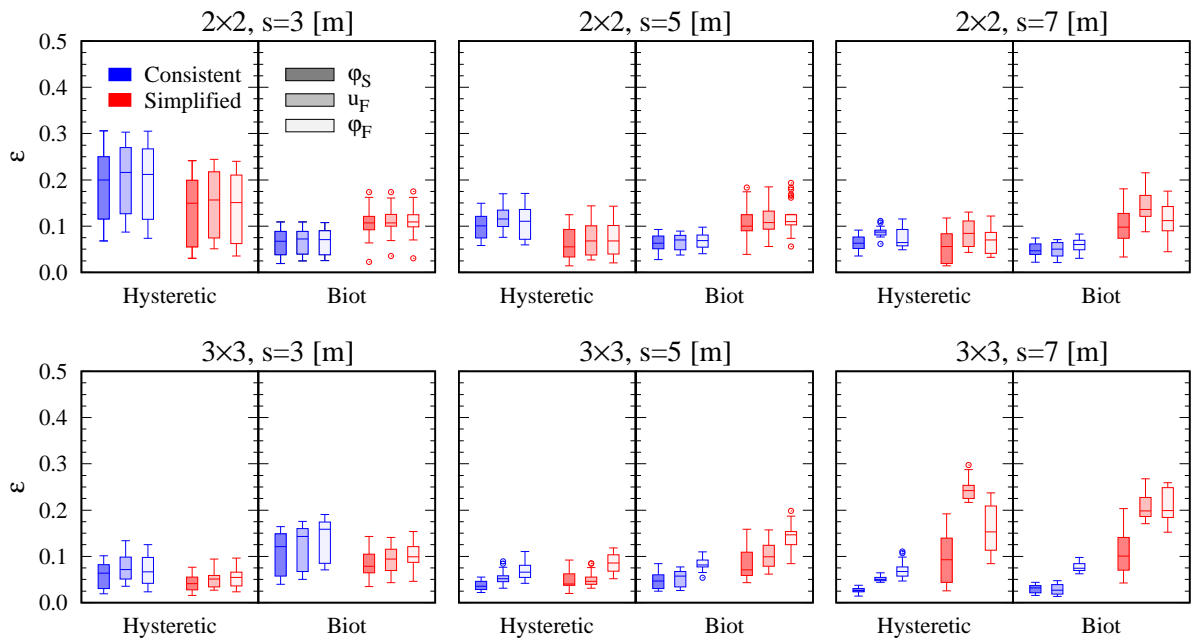 2×2, s=3 [m] 2×2, s=5 [m] 2×2, s=7 [m]
0.5
0.4
0.3
0.2
0.1
0.0
ε
Consistent
Simplified
φS
uF
φF
Hysteretic Biot Hysteretic Biot Hysteretic Biot
3×3, s=3 [m] 3×3, s=5 [m] 3×3, s=7 [m]
0.5
0.4
0.3
0.2
0.1
0.0
ε
Hysteretic Biot Hysteretic Biot Hysteretic Biot